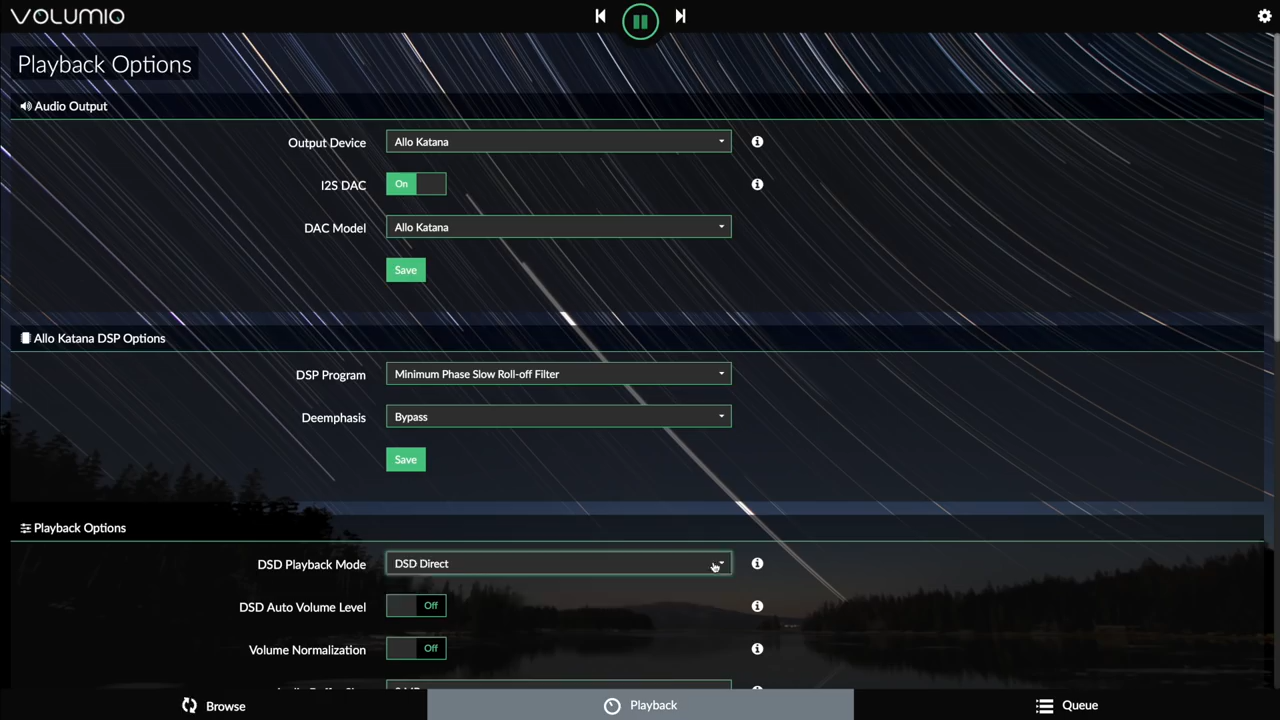 VOLUMIO
Playback Options
Audio Output
Output Device Allo Katana
I2S DAC On
DAC Model Allo Katana
Save
Allo Katana DSP Options
DSP Program Minimum Phase Slow Roll-off Filter
Deemphasis Bypass
Save
Playback Options
DSD Playback Mode DSD Direct
DSD Auto Volume Level Off
Volume Normalization Off
Browse Playback Queue